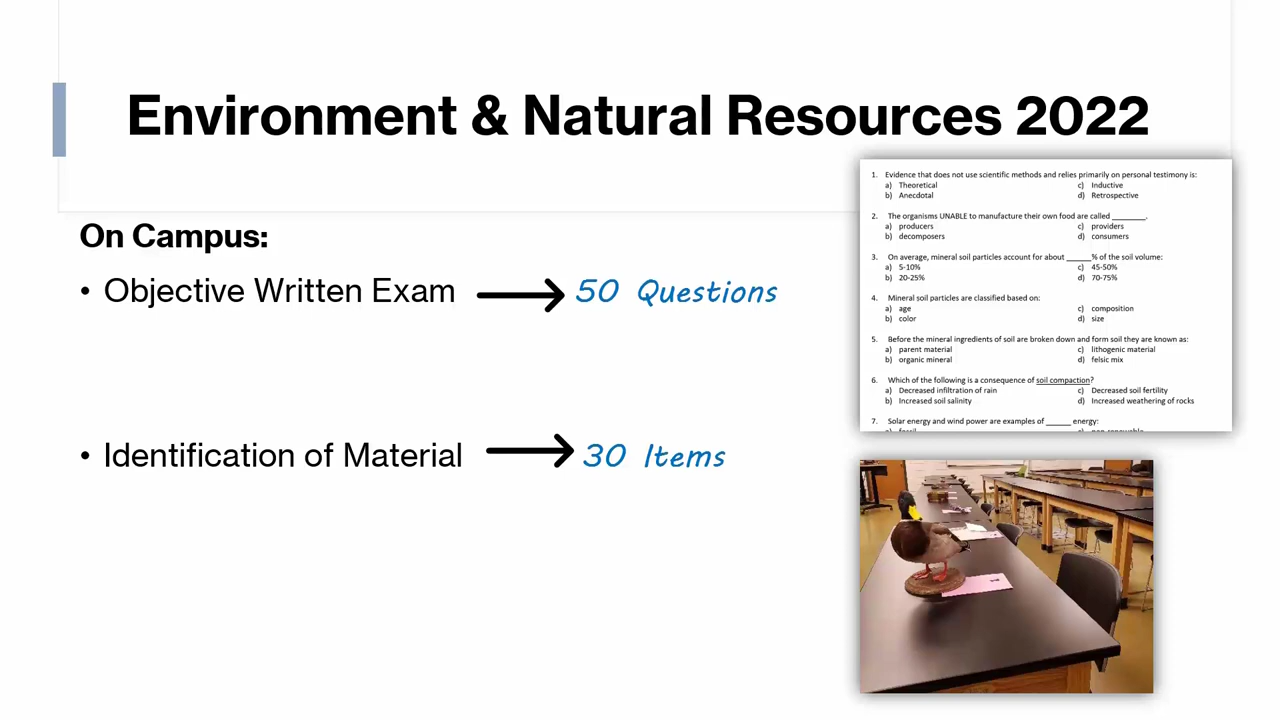 Environment & Natural Resources 2022
On Campus:
• Objective Written Exam
50 Questions
• Identification of Material
30 Items
1. Evidence that does not use scientific methods and relies primarily on personal testimony is:
a) Theoretical c) Inductive
b) Anecdotal d) Retrospective
2. The organisms UNABLE to manufacture their own food are called ________.
a) producers c) providers
b) decomposers d) consumers
3. On average, mineral soil particles account for about ______% of the soil volume:
a) 5-10% c) 45-50%
b) 20-25% d) 70-75%
4. Mineral soil particles are classified based on:
a) age c) composition
b) color d) size
5. Before the mineral ingredients of soil are broken down and form soil they are known as:
a) parent material c) lithogenic material
b) organic mineral d) felsic mix
6. Which of the following is a consequence of soil compaction?
a) Decreased infiltration of rain c) Decreased soil fertility
b) Increased soil salinity d) Increased weathering of rocks
7. Solar energy and wind power are examples of ______ energy: